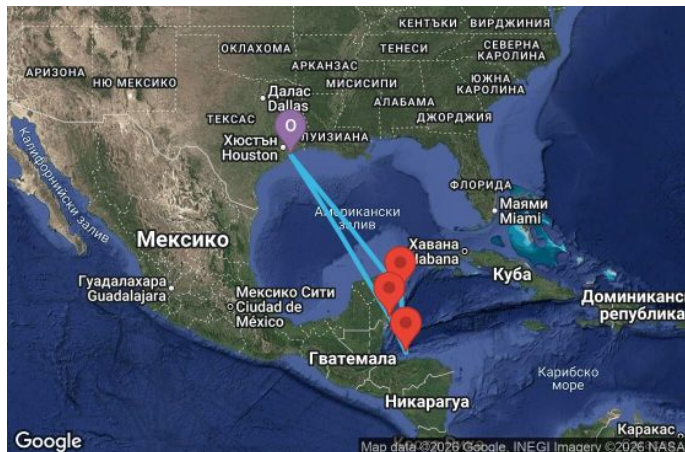 КЕНТЪКИ
ВИРДЖИНИЯ
ОКЛАХОМА
ТЕНЕСИ
СЕВЕРНА
КАРОЛИНА
АРИЗОНА
НЮ МЕКСИКО
АРКАНЗАС
МИСИСИПИ
ЮЖНА
КАРОЛИНА
Далас
Dallas
АЛАБАМА
ТЕКСАС
O
ДЖОРДЖИЯ
ЛУИЗИАНА
Хюстън
Houston
Калифорнийски залив
ФЛОРИДА
Маями
Miami
Американски
залив
Мексико
Хавана
Habana
Куба
Гуадалахара
Guadalajara
Мексико Сити
Ciudad de
México
Доминиканс
република
Гватемала
Карибско
море
Никарагуа
Каракас
Google
Map data ©2026 Google, INEGI Imagery ©2026 NASA